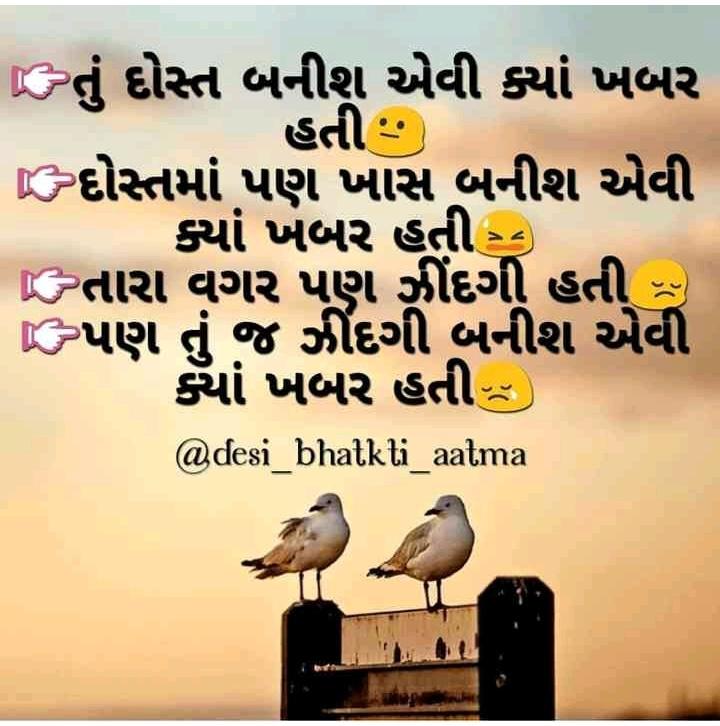 👉તું દોસ્ત બનીશ એવી ક્યાં ખબર
હતી😐
👉દોસ્તમાં પણ ખાસ બનીશ એવી
ક્યાં ખબર હતી😣
👉તારા વગર પણ ઝીંદગી હતી😞
👉પણ તું જ ઝીંદગી બનીશ એવી
ક્યાં ખબર હતી😢
@desi_bhatkti_aatma